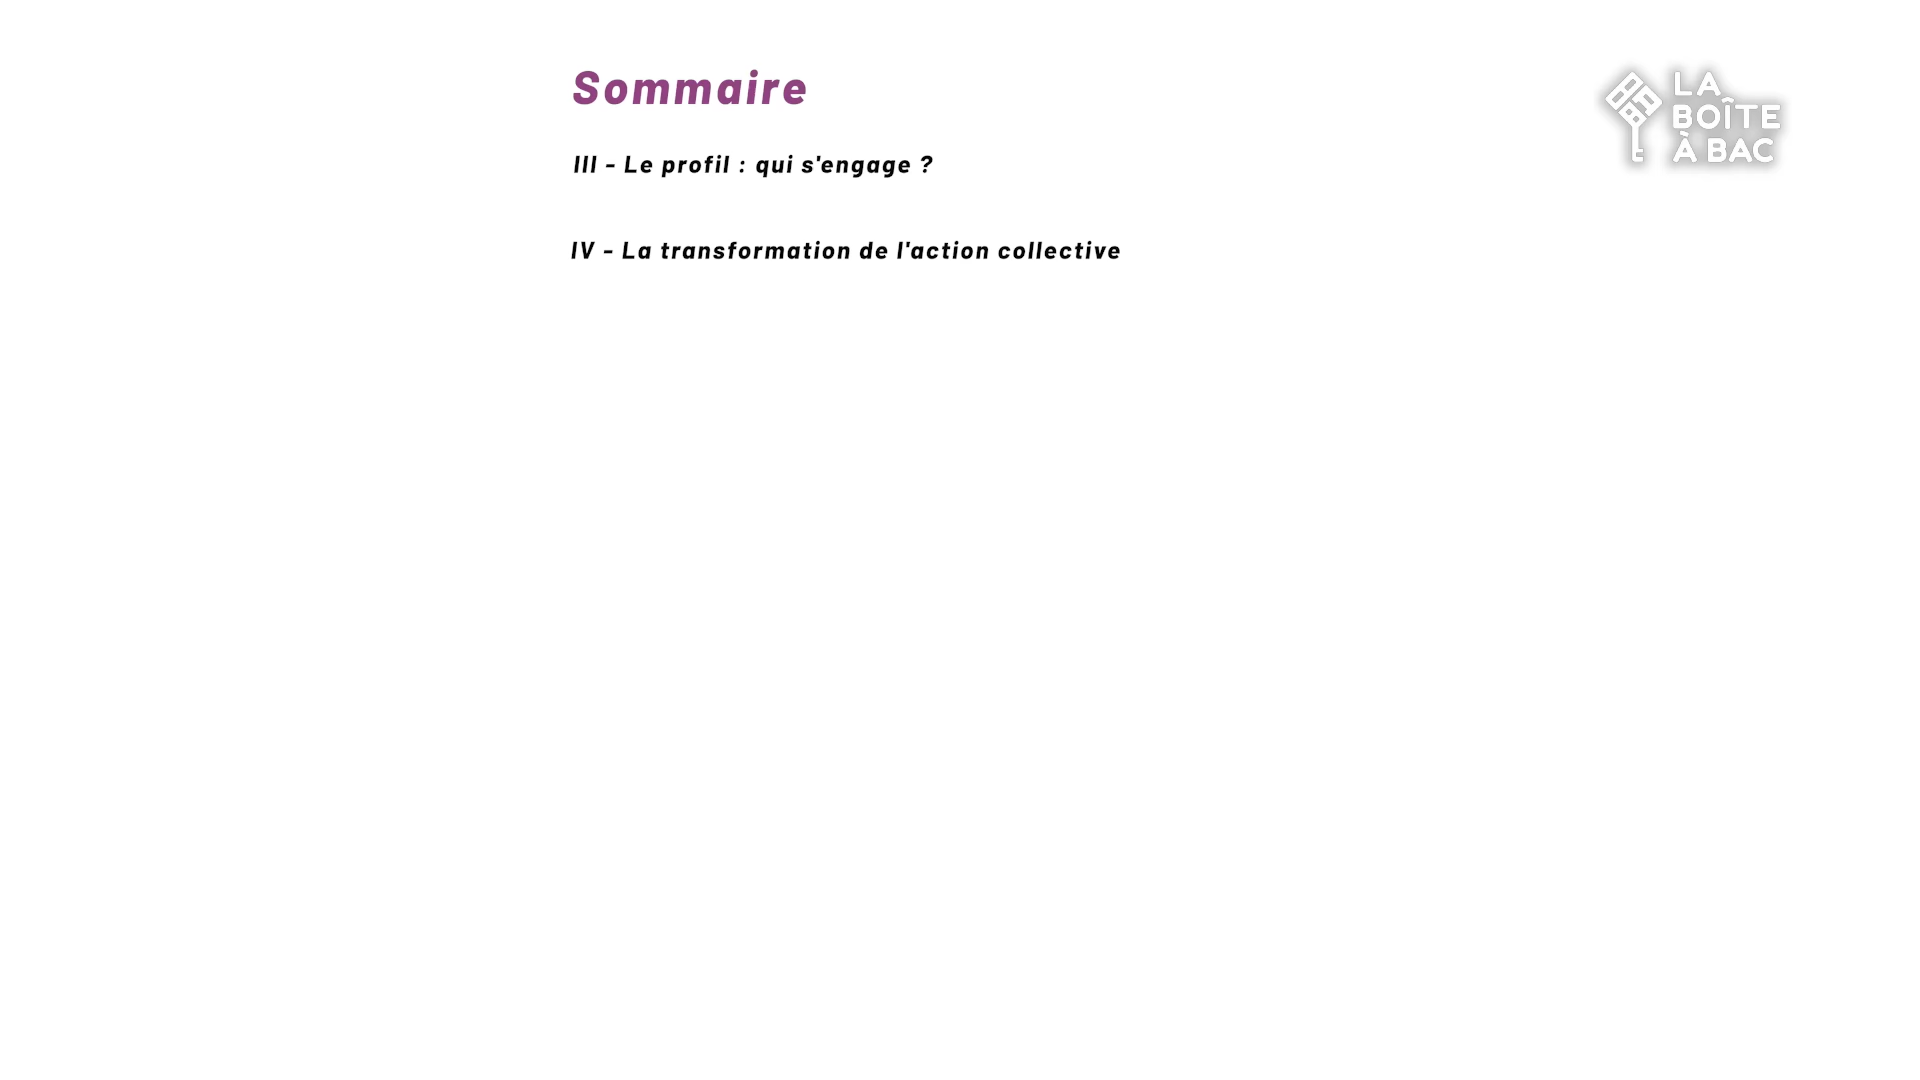 Sommaire
LA
BOÎTE
À BAC
III - Le profil : qui s'engage ?
IV - La transformation de l'action collective